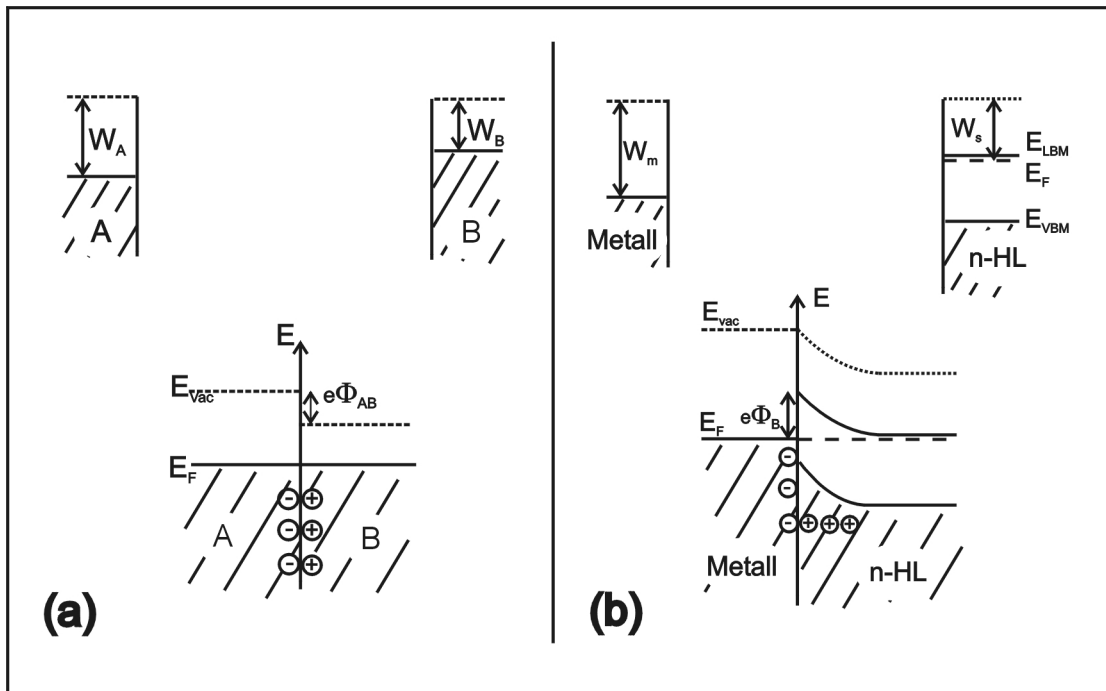 W_A
A
W_B
B
E
E_Vac
eΦ_AB
E_F
- +
- +
- +
A
B
(a)
W_m
Metall
W_s
E_LBM
E_F
E_VBM
n-HL
E
E_vac
eΦ_B
E_F
-
-
- + + +
Metall
n-HL
(b)